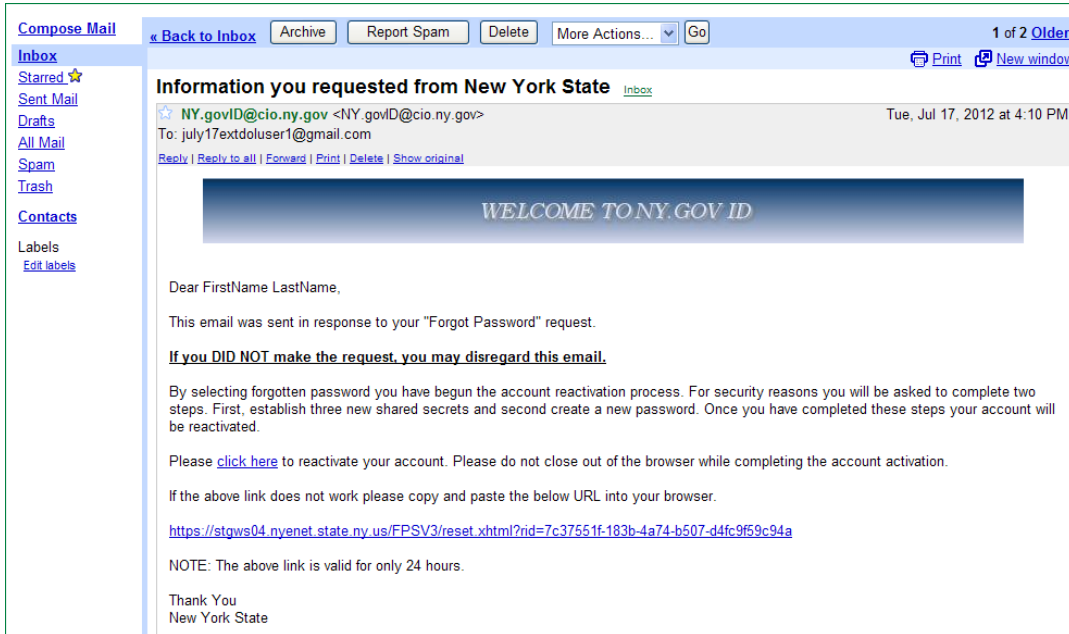 Compose Mail
Inbox
Starred
Sent Mail
Drafts
All Mail
Spam
Trash
Contacts
Labels
Edit labels
« Back to Inbox Archive Report Spam Delete More Actions... Go 1 of 2 Older
Print New window
Information you requested from New York State Inbox
NY.govID@cio.ny.gov <NY.govID@cio.ny.gov> Tue, Jul 17, 2012 at 4:10 PM
To: july17extdoluser1@gmail.com
Reply | Reply to all | Forward | Print | Delete | Show original
WELCOME TO NY.GOV ID
Dear FirstName LastName,
This email was sent in response to your "Forgot Password" request.
If you DID NOT make the request, you may disregard this email.
By selecting forgotten password you have begun the account reactivation process. For security reasons you will be asked to complete two
steps. First, establish three new shared secrets and second create a new password. Once you have completed these steps your account will
be reactivated.
Please click here to reactivate your account. Please do not close out of the browser while completing the account activation.
If the above link does not work please copy and paste the below URL into your browser.
https://stgws04.nyenet.state.ny.us/FPSV3/reset.xhtml?rid=7c37551f-183b-4a74-b507-d4fc9f59c94a
NOTE: The above link is valid for only 24 hours.
Thank You
New York State